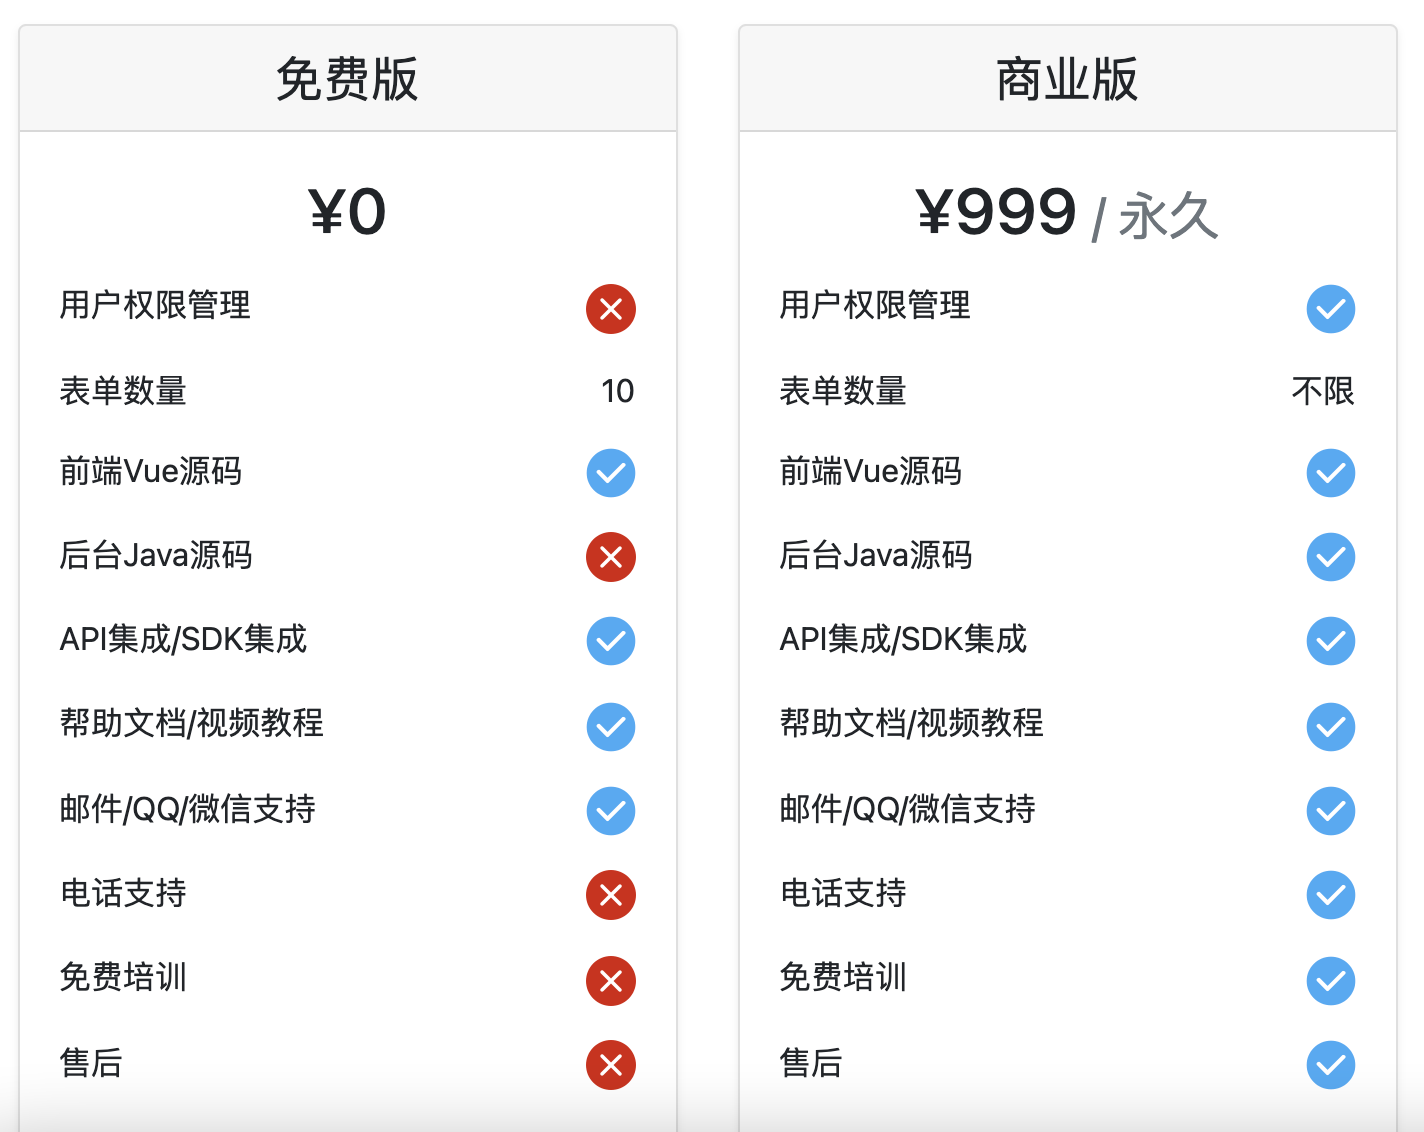 免费版
¥0
用户权限管理
表单数量 10
前端Vue源码
后台Java源码
API集成/SDK集成
帮助文档/视频教程
邮件/QQ/微信支持
电话支持
免费培训
售后
商业版
¥999 / 永久
用户权限管理
表单数量 不限
前端Vue源码
后台Java源码
API集成/SDK集成
帮助文档/视频教程
邮件/QQ/微信支持
电话支持
免费培训
售后